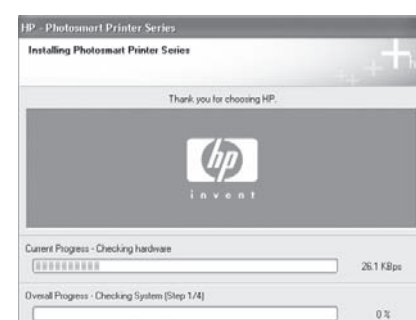 HP - Photosmart Printer Series
Installing Photosmart Printer Series
Thank you for choosing HP.
hp
invent
Current Progress - Checking hardware
26.1 KBps
Overall Progress - Checking System (Step 1/4)
0 %